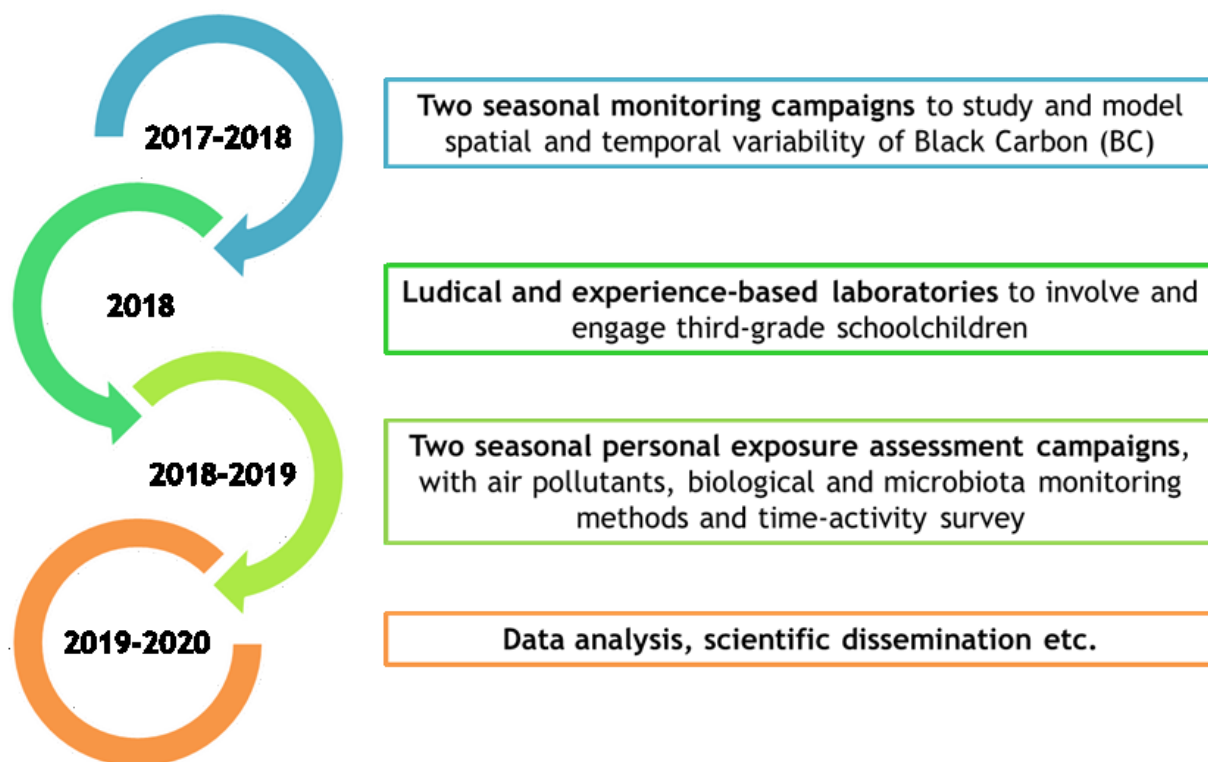 2017-2018
Two seasonal monitoring campaigns to study and model
spatial and temporal variability of Black Carbon (BC)
2018
Ludical and experience-based laboratories to involve and
engage third-grade schoolchildren
2018-2019
Two seasonal personal exposure assessment campaigns,
with air pollutants, biological and microbiota monitoring
methods and time-activity survey
2019-2020
Data analysis, scientific dissemination etc.